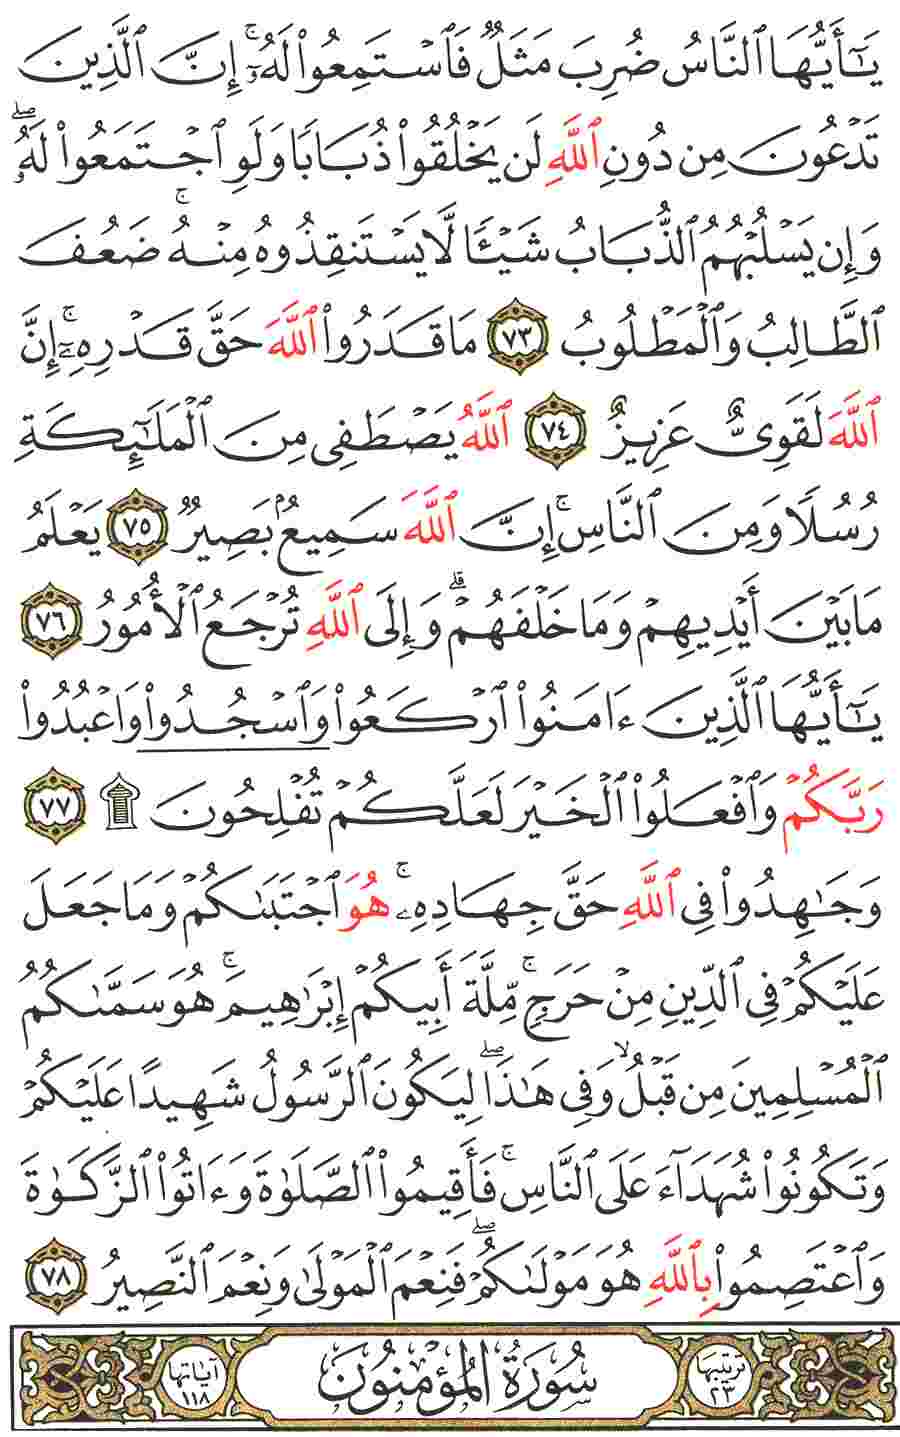 يَـٰٓأَيُّهَا ٱلنَّاسُ ضُرِبَ مَثَلٌ فَٱسْتَمِعُوا۟ لَهُۥٓ ۚ إِنَّ ٱلَّذِينَ
تَدْعُونَ مِن دُونِ ٱللَّهِ لَن يَخْلُقُوا۟ ذُبَابًا وَلَوِ ٱجْتَمَعُوا۟ لَهُۥ ۖ
وَإِن يَسْلُبْهُمُ ٱلذُّبَابُ شَيْـًٔا لَّا يَسْتَنقِذُوهُ مِنْهُ ۚ ضَعُفَ
ٱلطَّالِبُ وَٱلْمَطْلُوبُ ٧٣ مَا قَدَرُوا۟ ٱللَّهَ حَقَّ قَدْرِهِۦٓ ۚ إِنَّ
ٱللَّهَ لَقَوِىٌّ عَزِيزٌ ٧٤ ٱللَّهُ يَصْطَفِى مِنَ ٱلْمَلَـٰٓئِكَةِ
رُسُلًا وَمِنَ ٱلنَّاسِ ۚ إِنَّ ٱللَّهَ سَمِيعٌۢ بَصِيرٌ ٧٥ يَعْلَمُ
مَا بَيْنَ أَيْدِيهِمْ وَمَا خَلْفَهُمْ ۗ وَإِلَى ٱللَّهِ تُرْجَعُ ٱلْأُمُورُ ٧٦
يَـٰٓأَيُّهَا ٱلَّذِينَ ءَامَنُوا۟ ٱرْكَعُوا۟ وَٱسْجُدُوا۟ وَٱعْبُدُوا۟
رَبَّكُمْ وَٱفْعَلُوا۟ ٱلْخَيْرَ لَعَلَّكُمْ تُفْلِحُونَ ۩ ٧٧
وَجَـٰهِدُوا۟ فِى ٱللَّهِ حَقَّ جِهَادِهِۦ ۚ هُوَ ٱجْتَبَىٰكُمْ وَمَا جَعَلَ
عَلَيْكُمْ فِى ٱلدِّينِ مِنْ حَرَجٍ ۚ مِّلَّةَ أَبِيكُمْ إِبْرَٰهِيمَ ۚ هُوَ سَمَّىٰكُمُ
ٱلْمُسْلِمِينَ مِن قَبْلُ ۙ وَفِى هَـٰذَا ۖ لِيَكُونَ ٱلرَّسُولُ شَهِيدًا عَلَيْكُمْ
وَتَكُونُوا۟ شُهَدَآءَ عَلَى ٱلنَّاسِ ۚ فَأَقِيمُوا۟ ٱلصَّلَوٰةَ وَءَاتُوا۟ ٱلزَّكَوٰةَ
وَٱعْتَصِمُوا۟ بِٱللَّهِ هُوَ مَوْلَىٰكُمْ ۖ فَنِعْمَ ٱلْمَوْلَىٰ وَنِعْمَ ٱلنَّصِيرُ ٧٨
ترتيبها ٢٣ سُورَةُ المُؤْمِنُون آياتها ١١٨